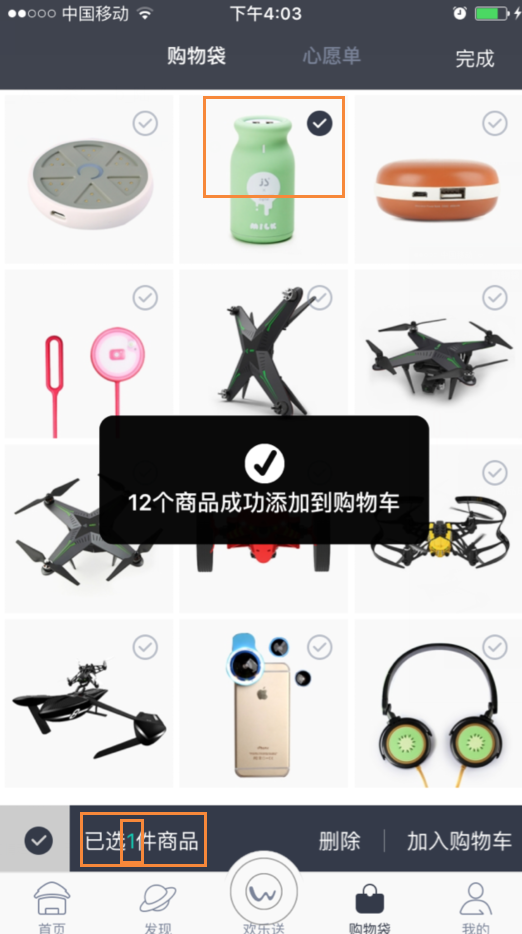 中国移动 下午4:03
购物袋 心愿单 完成
JS
MILK
12个商品成功添加到购物车
iPhone
已选1件商品 删除 加入购物车
首页 发现 欢乐送 购物袋 我的